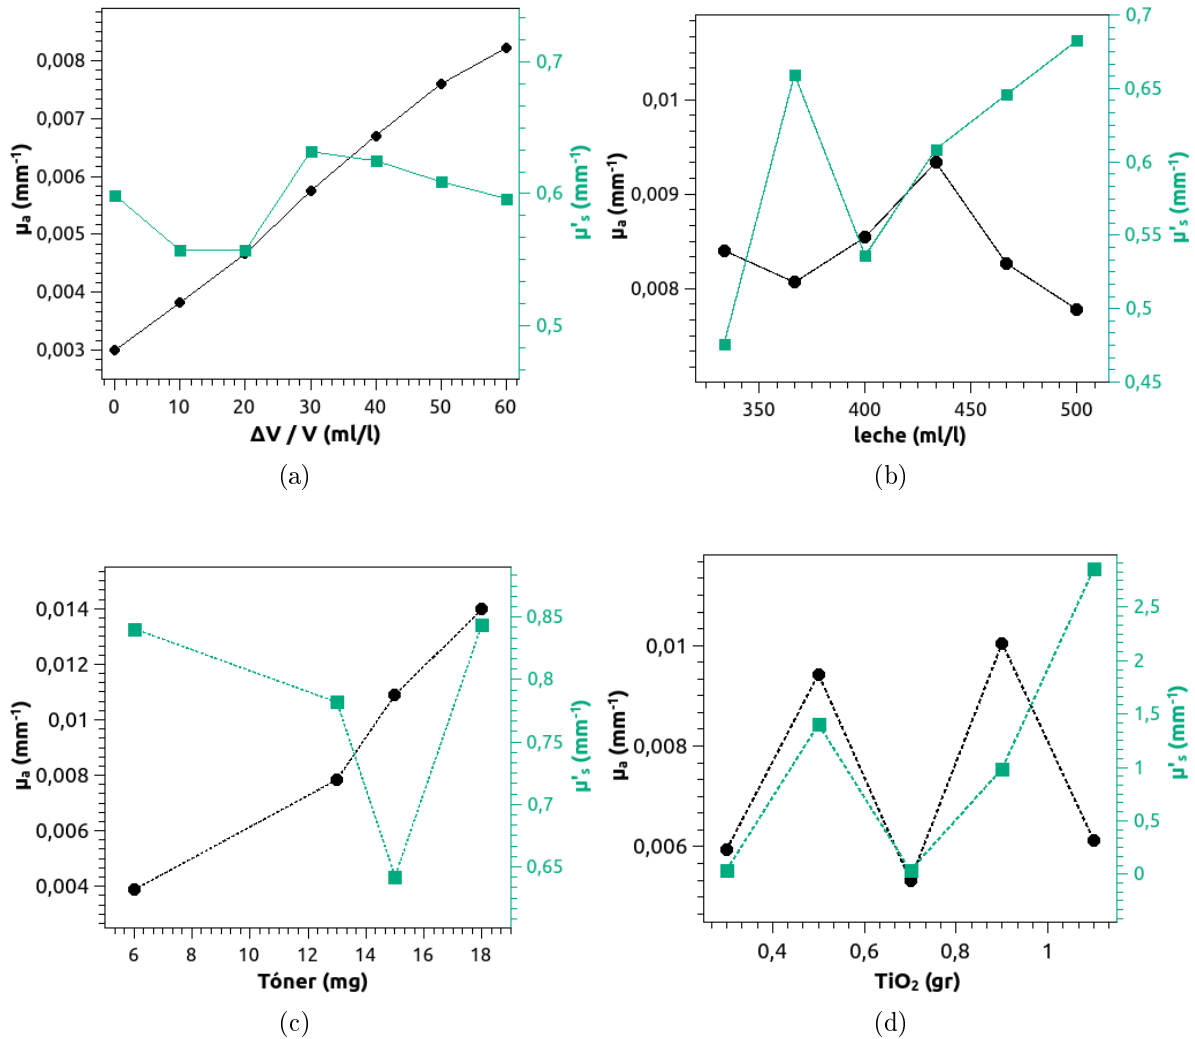 0,008
0,007
0,006
0,005
0,004
0,003
μa (mm-1)
0,7
0,6
0,5
μ's (mm-1)
0 10 20 30 40 50 60
ΔV / V (ml/l)
(a)
0,01
0,009
0,008
μa (mm-1)
0,7
0,65
0,6
0,55
0,5
0,45
μ's (mm-1)
350 400 450 500
leche (ml/l)
(b)
0,014
0,012
0,01
0,008
0,006
0,004
μa (mm-1)
0,85
0,8
0,75
0,7
0,65
μ's (mm-1)
6 8 10 12 14 16 18
Tóner (mg)
(c)
0,01
0,008
0,006
μa (mm-1)
2,5
2
1,5
1
0,5
0
μ's (mm-1)
0,4 0,6 0,8 1
TiO2 (gr)
(d)